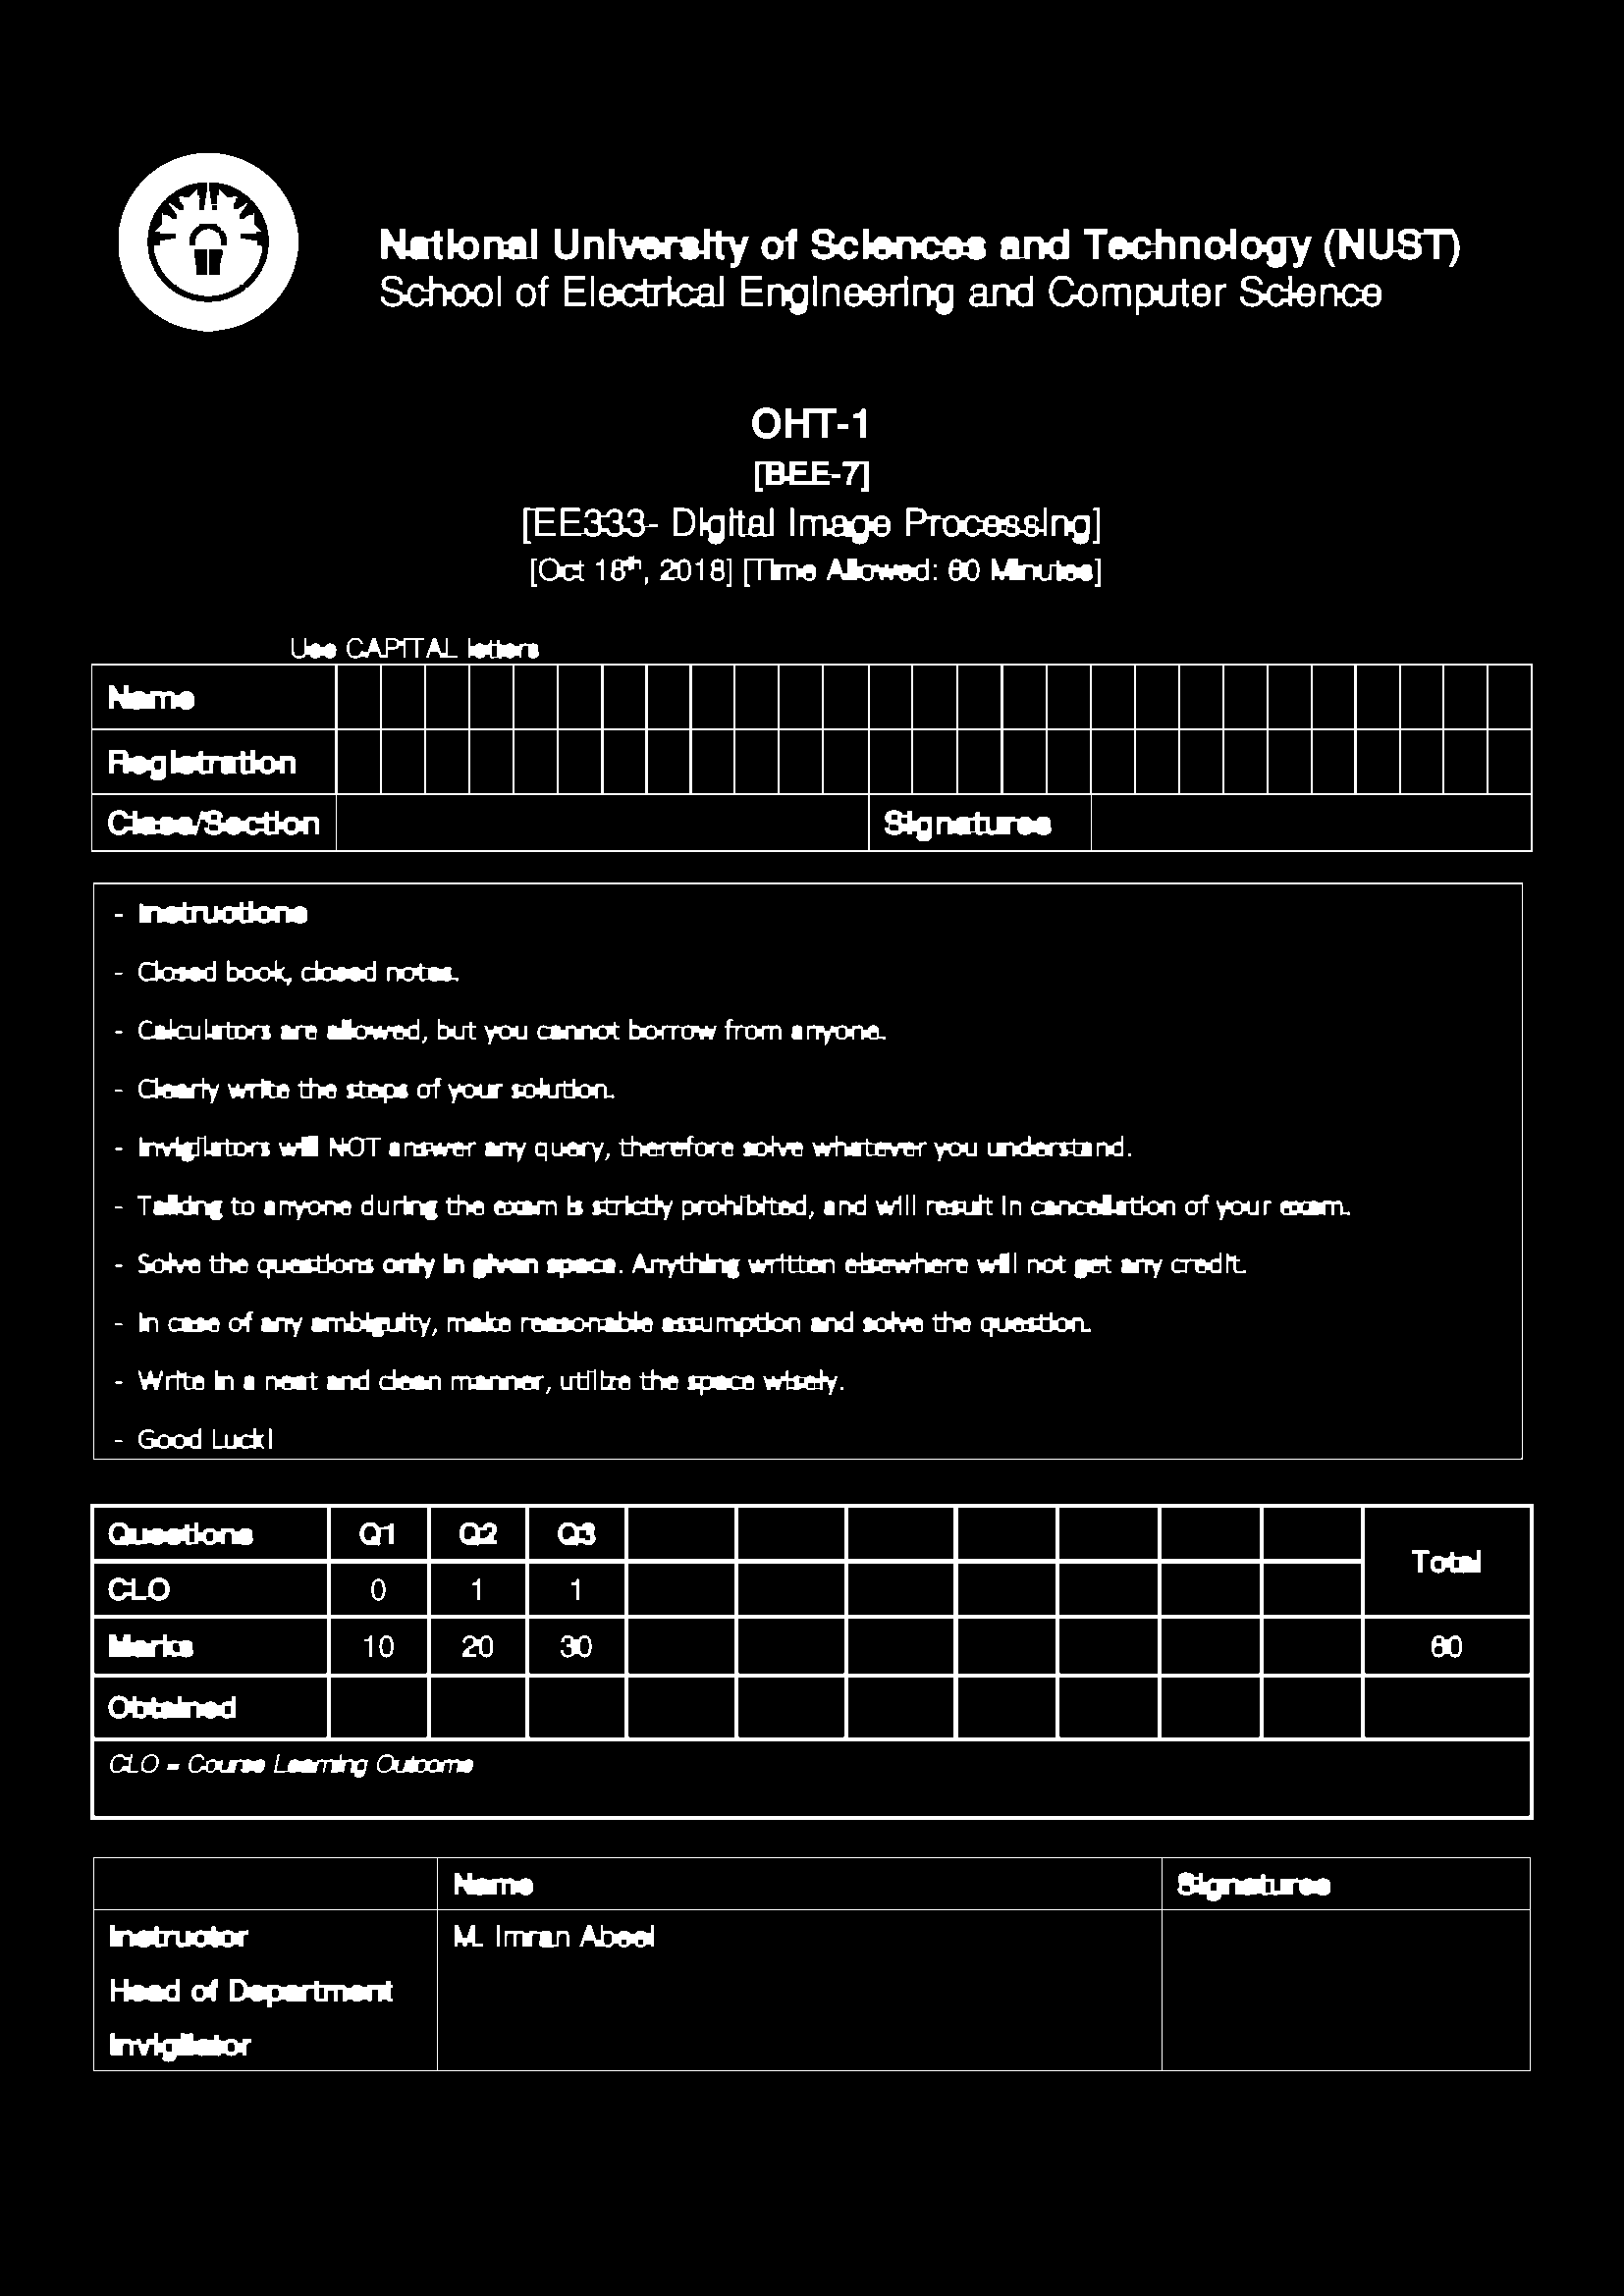 National University of Sciences and Technology (NUST)
School of Electrical Engineering and Computer Science
OHT-1
[BEE-7]
[EE333- Digital Image Processing]
[Oct 18th, 2018] [Time Allowed: 60 Minutes]
Use CAPITAL letters
Name
Registration
Class/Section Signatures
- Instructions
- Closed book, closed notes.
- Calculators are allowed, but you cannot borrow from anyone.
- Clearly write the steps of your solution.
- Invigilators will NOT answer any query, therefore solve whatever you understand.
- Talking to anyone during the exam is strictly prohibited, and will result in cancellation of your exam.
- Solve the questions only in given space. Anything written elsewhere will not get any credit.
- In case of any ambiguity, make reasonable assumption and solve the question.
- Write in a neat and clean manner, utilize the space wisely.
- Good Luck!
Questions Q1 Q2 Q3 Total
CLO 0 1 1
Marks 10 20 30 60
Obtained
CLO = Course Learning Outcome
Name Signatures
Instructor M. Imran Abeel
Head of Department
Invigilator